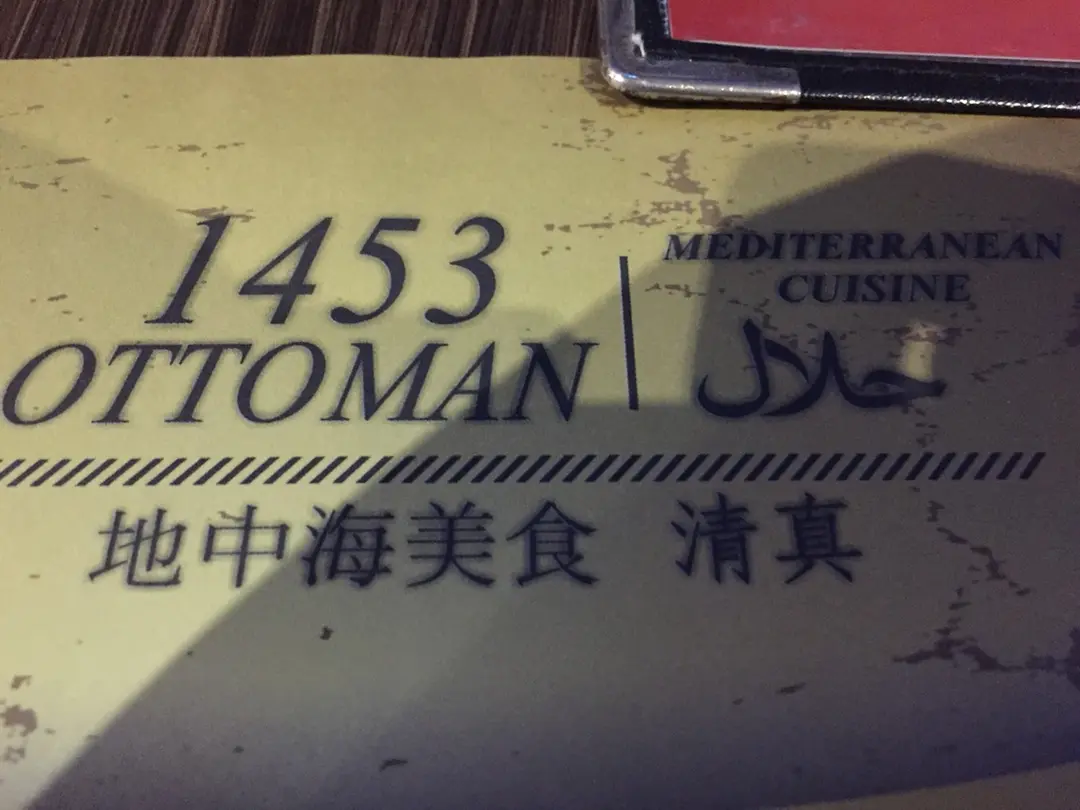 1453
OTTOMAN
MEDITERRANEAN
CUISINE
حلال
地中海美食 清真